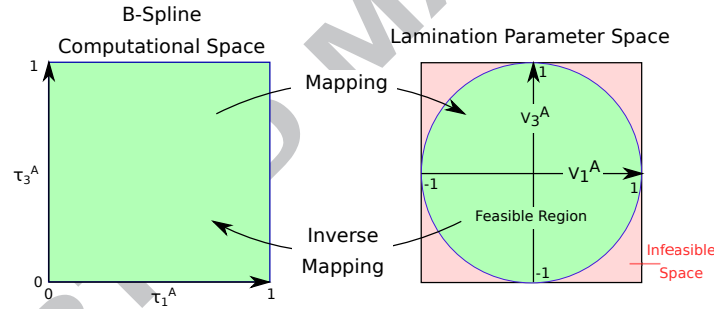 B-Spline
Computational Space
Lamination Parameter Space
1
Mapping
1
V₃ᴬ
τ₃ᴬ
-1
V₁ᴬ
1
Feasible Region
Inverse
Mapping
Infeasible
Space
-1
0
0
τ₁ᴬ
1